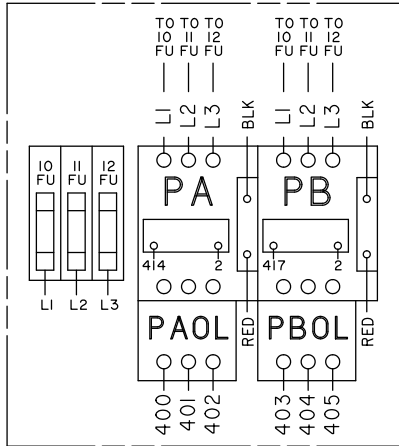 TO 10 FU
TO 11 FU
TO 12 FU
TO 10 FU
TO 11 FU
TO 12 FU
L1
L2
L3
BLK
L1
L2
L3
BLK
10 FU
11 FU
12 FU
PA
PB
414
2
417
2
L1
L2
L3
PAOL
RED
PBOL
RED
400
401
402
403
404
405